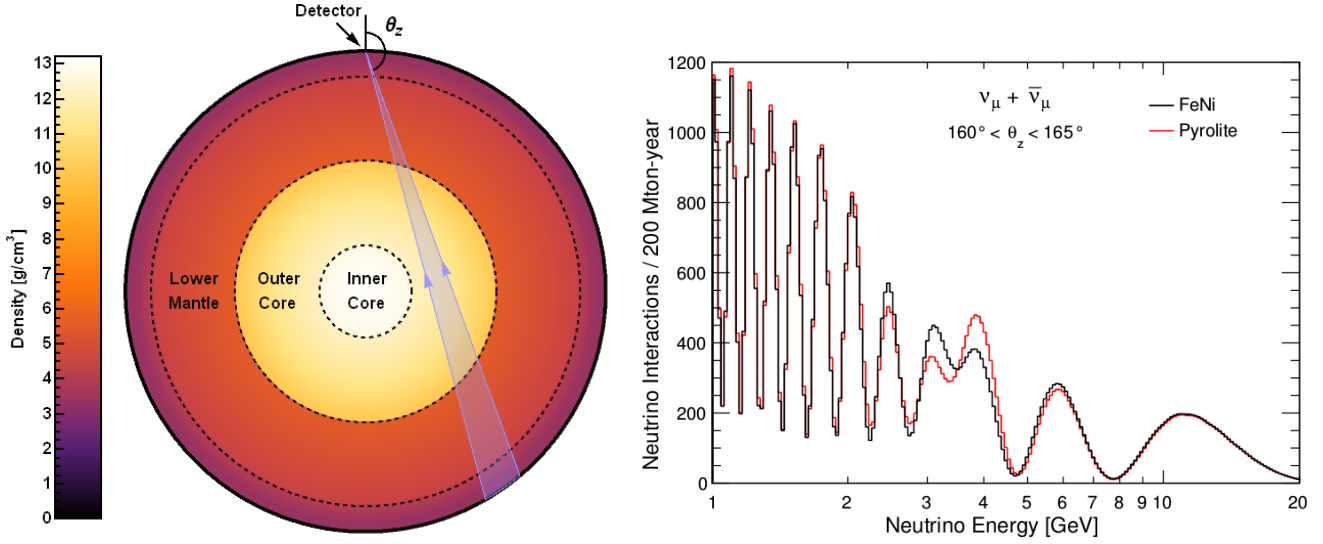 Detector
θz
Density [g/cm³]
13
12
11
10
9
8
7
6
5
4
3
2
1
0
Lower
Mantle
Outer
Core
Inner
Core
Neutrino Interactions / 200 Mton-year
1200
1000
800
600
400
200
0
νμ + ν̅μ
160° < θz < 165°
FeNi
Pyrolite
1 2 3 4 5 6 7 8 9 10 20
Neutrino Energy [GeV]